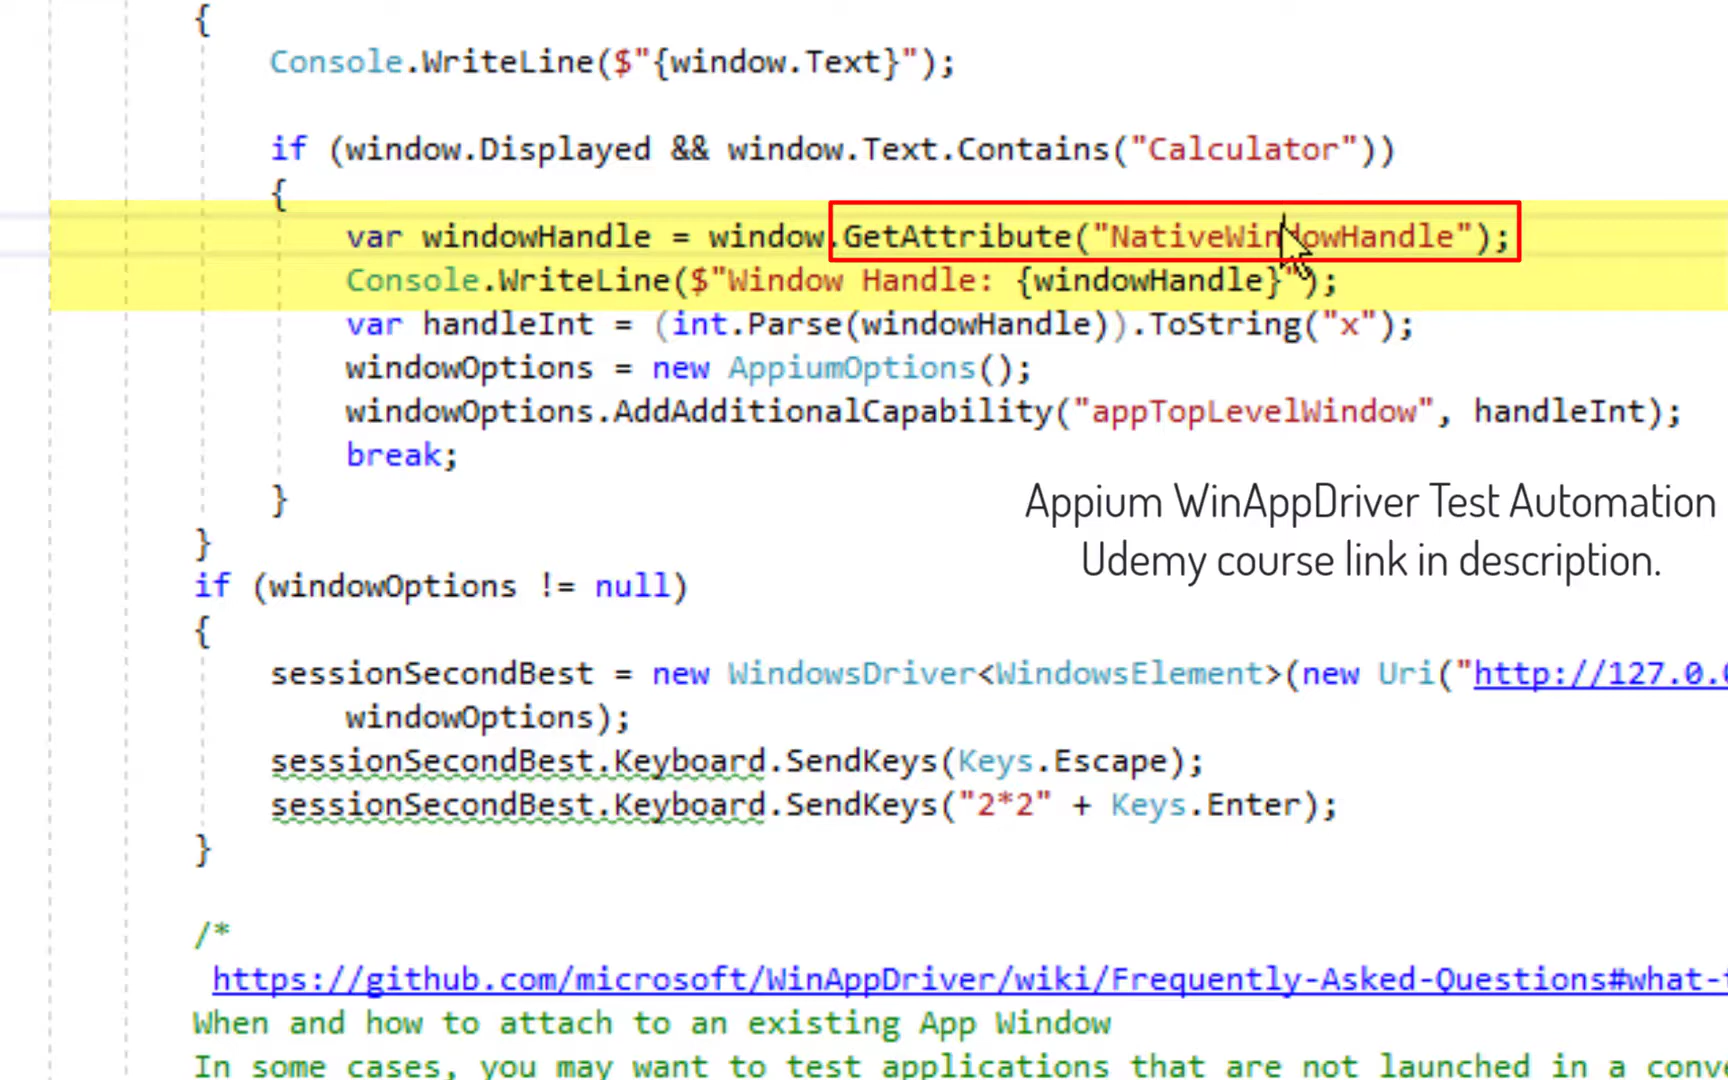 {
Console.WriteLine($"{window.Text}");
if (window.Displayed && window.Text.Contains("Calculator"))
{
var windowHandle = window.GetAttribute("NativeWindowHandle");
Console.WriteLine($"Window Handle: {windowHandle}");
var handleInt = (int.Parse(windowHandle)).ToString("x");
windowOptions = new AppiumOptions();
windowOptions.AddAdditionalCapability("appTopLevelWindow", handleInt);
break;
}
Appium WinAppDriver Test Automation
Udemy course link in description.
}
if (windowOptions != null)
{
sessionSecondBest = new WindowsDriver<WindowsElement>(new Uri("http://127.0.0
windowOptions);
sessionSecondBest.Keyboard.SendKeys(Keys.Escape);
sessionSecondBest.Keyboard.SendKeys("2*2" + Keys.Enter);
}
/*
https://github.com/microsoft/WinAppDriver/wiki/Frequently-Asked-Questions#what-
When and how to attach to an existing App Window
In some cases, you may want to test applications that are not launched in a conv